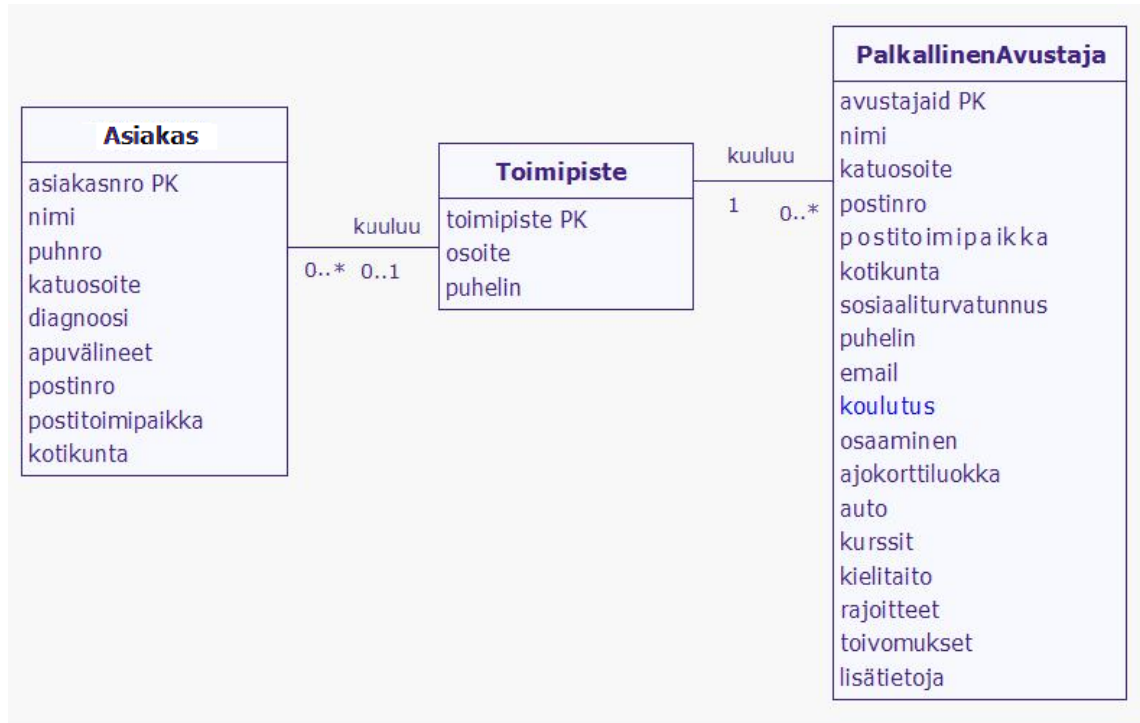 Asiakas
asiakasnro PK
nimi
puhnro
katuosoite
diagnoosi
apuvälineet
postinro
postitoimipaikka
kotikunta
kuuluu
0..* 0..1
Toimipiste
toimipiste PK
osoite
puhelin
kuuluu
1 0..*
PalkallinenAvustaja
avustajaid PK
nimi
katuosoite
postinro
postitoimipaikka
kotikunta
sosiaaliturvatunnus
puhelin
email
koulutus
osaaminen
ajokorttiluokka
auto
kurssit
kielitaito
rajoitteet
toivomukset
lisätietoja